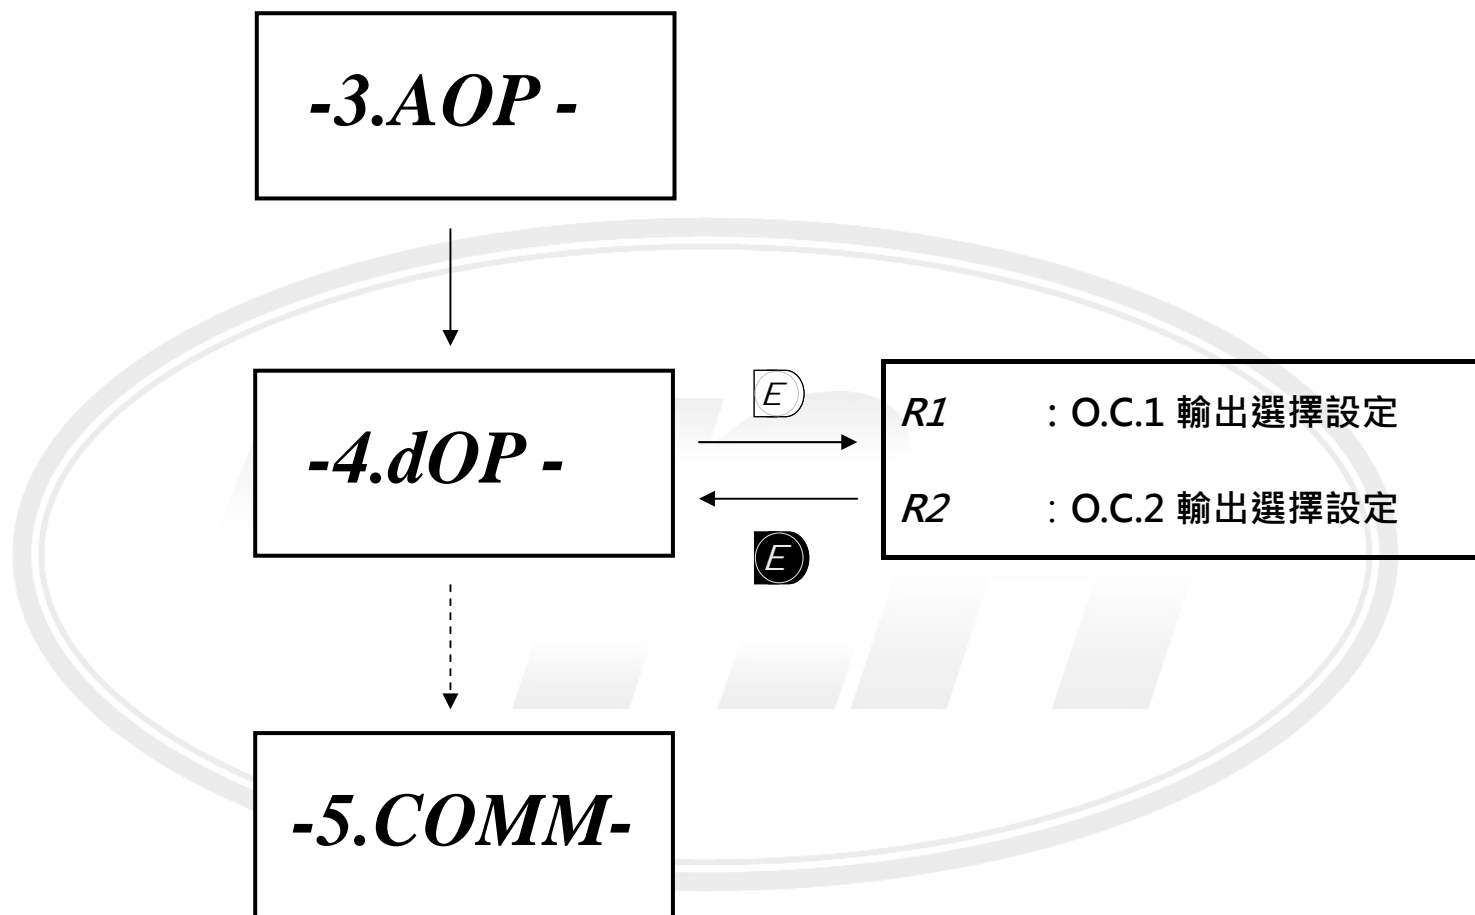 -3.AOP -
E
R1 : O.C.1 輸出選擇設定
-4.dOP -
R2 : O.C.2 輸出選擇設定
E
-5.COMM-